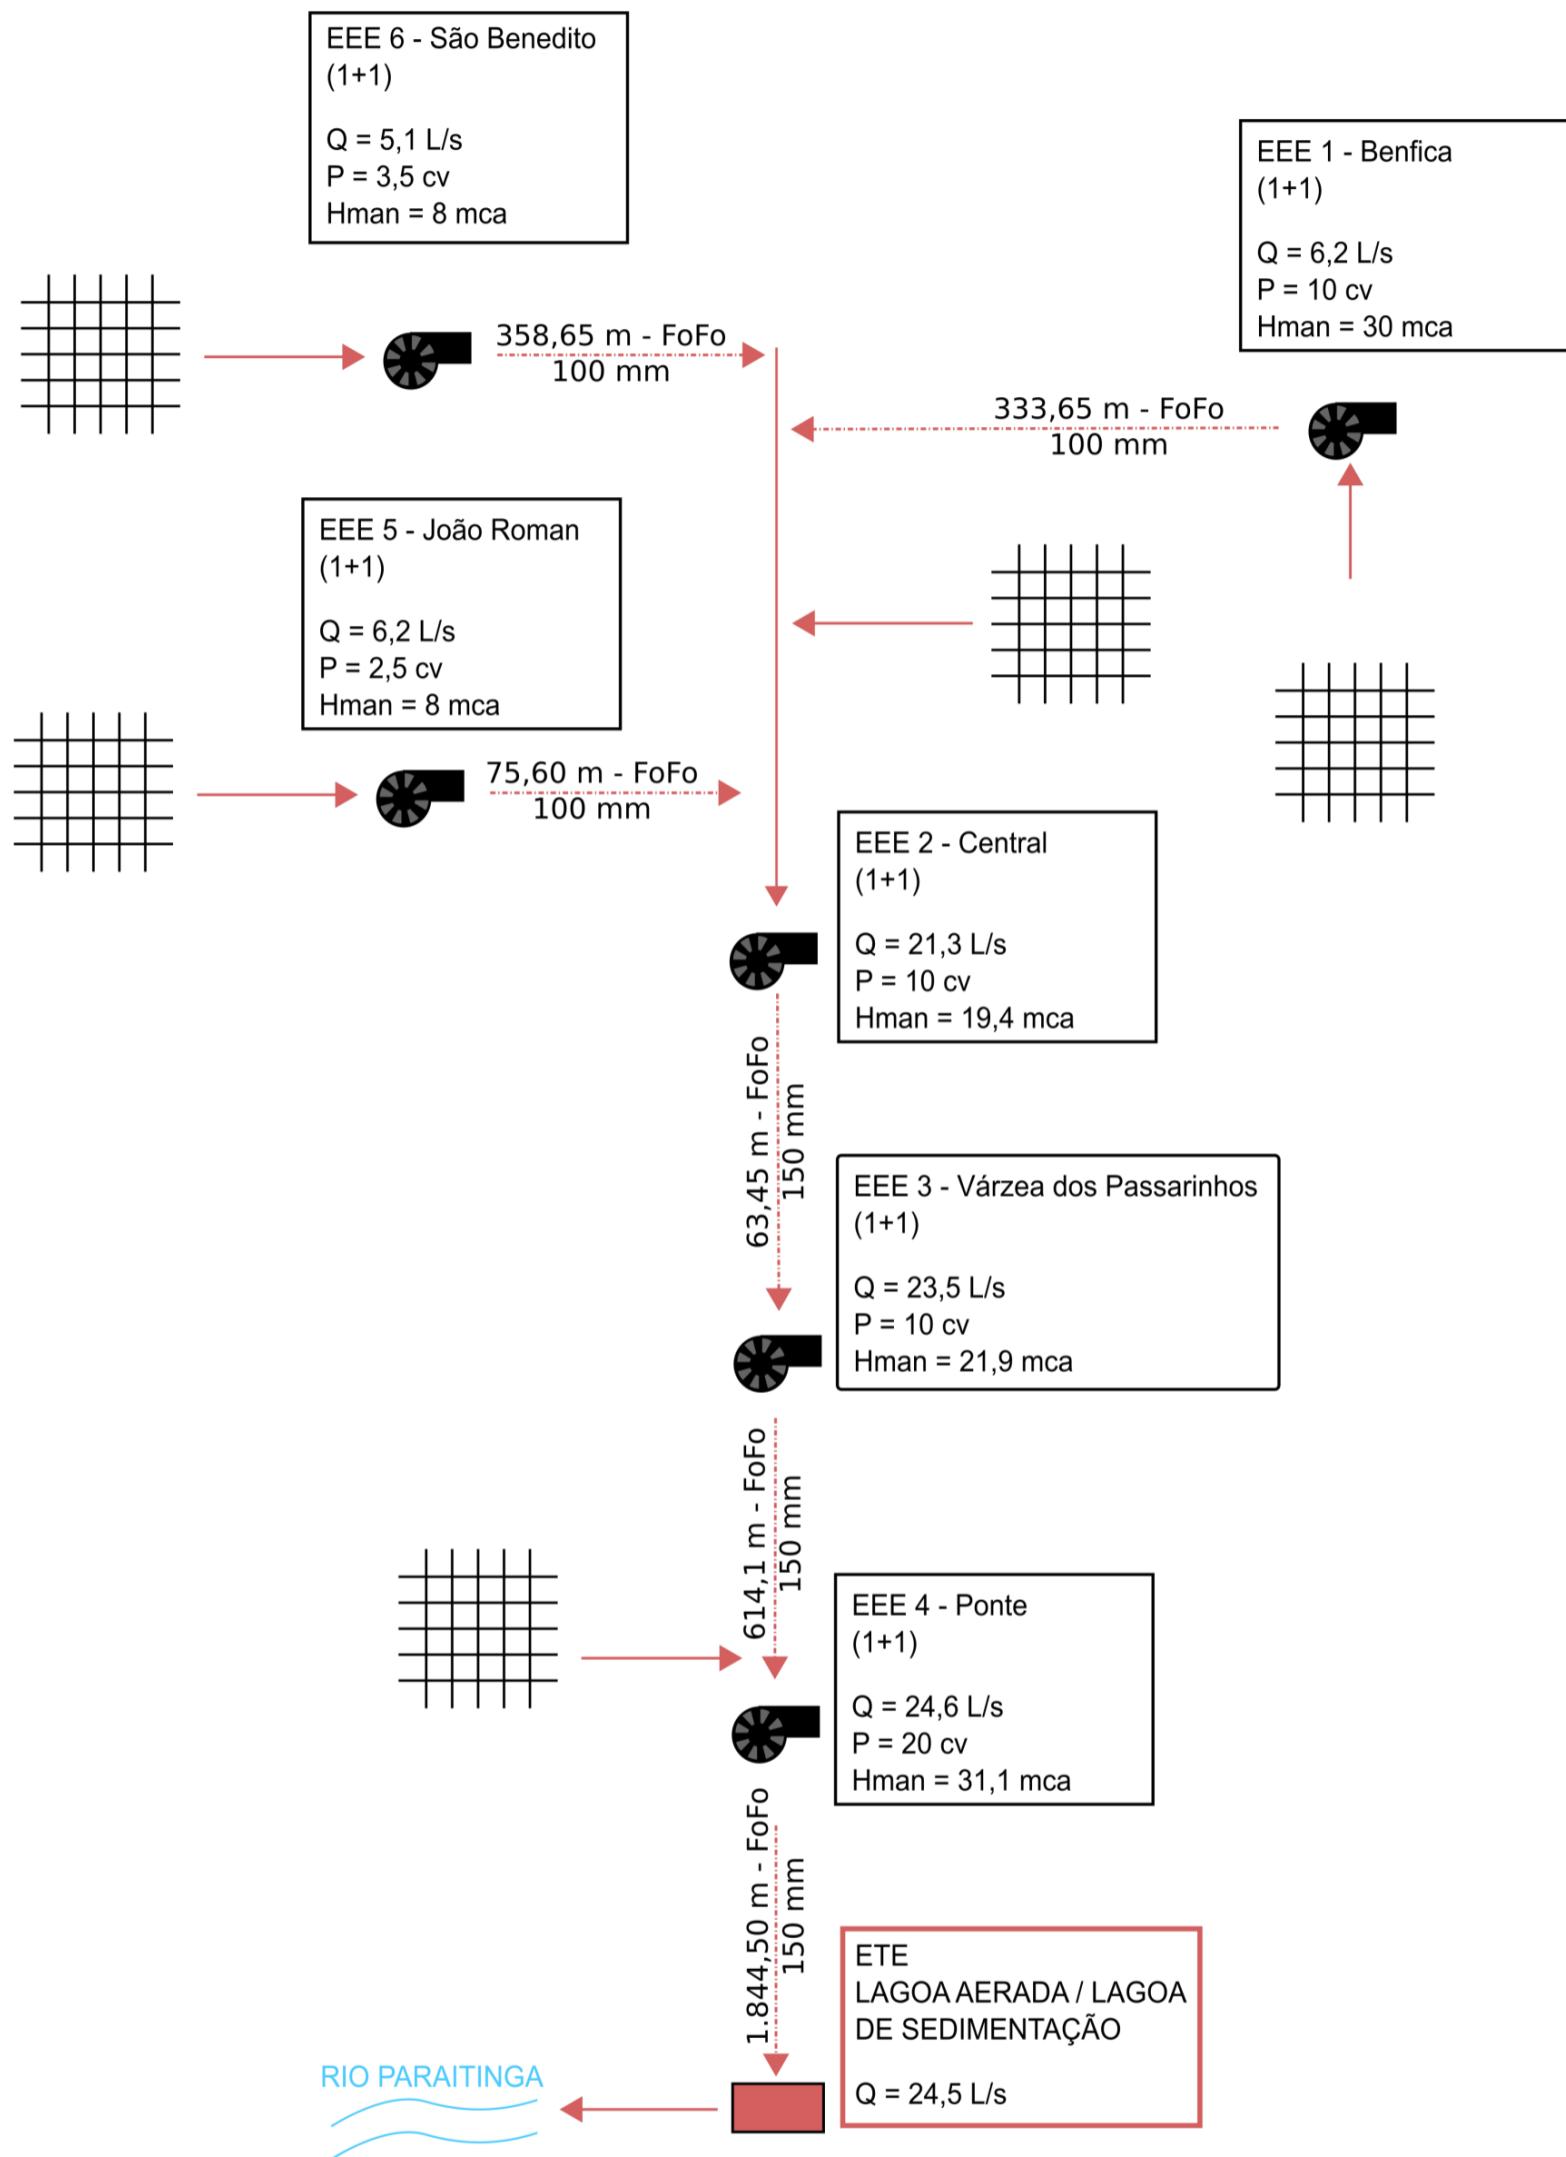 EEE 6 - São Benedito
(1+1)
Q = 5,1 L/s
P = 3,5 cv
Hman = 8 mca
EEE 1 - Benfica
(1+1)
Q = 6,2 L/s
P = 10 cv
Hman = 30 mca
358,65 m - FoFo
100 mm
333,65 m - FoFo
100 mm
EEE 5 - João Roman
(1+1)
Q = 6,2 L/s
P = 2,5 cv
Hman = 8 mca
75,60 m - FoFo
100 mm
EEE 2 - Central
(1+1)
Q = 21,3 L/s
P = 10 cv
Hman = 19,4 mca
63,45 m - FoFo
150 mm
EEE 3 - Várzea dos Passarinhos
(1+1)
Q = 23,5 L/s
P = 10 cv
Hman = 21,9 mca
614,1 m - FoFo
150 mm
EEE 4 - Ponte
(1+1)
Q = 24,6 L/s
P = 20 cv
Hman = 31,1 mca
1.844,50 m - FoFo
150 mm
ETE
LAGOA AERADA / LAGOA
DE SEDIMENTAÇÃO
Q = 24,5 L/s
RIO PARAITINGA